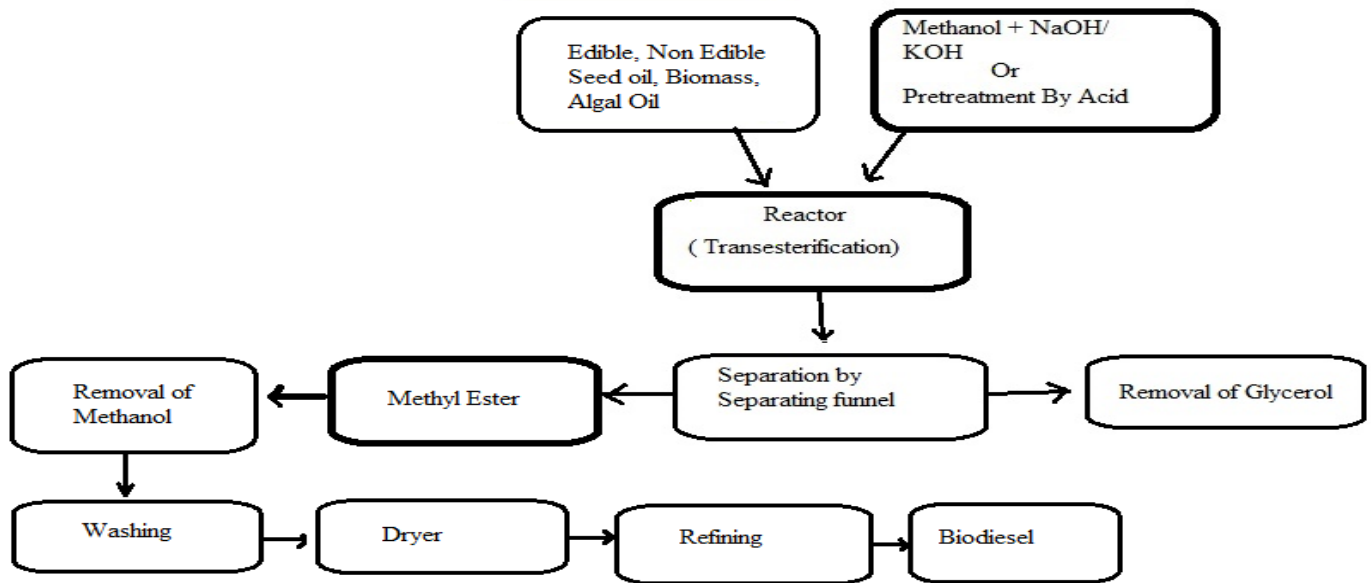 Edible, Non Edible
Seed oil, Biomass,
Algal Oil
Methanol + NaOH/
KOH
Or
Pretreatment By Acid
Reactor
( Transesterification)
Separation by
Separating funnel
Removal of Glycerol
Methyl Ester
Removal of
Methanol
Washing
Dryer
Refining
Biodiesel